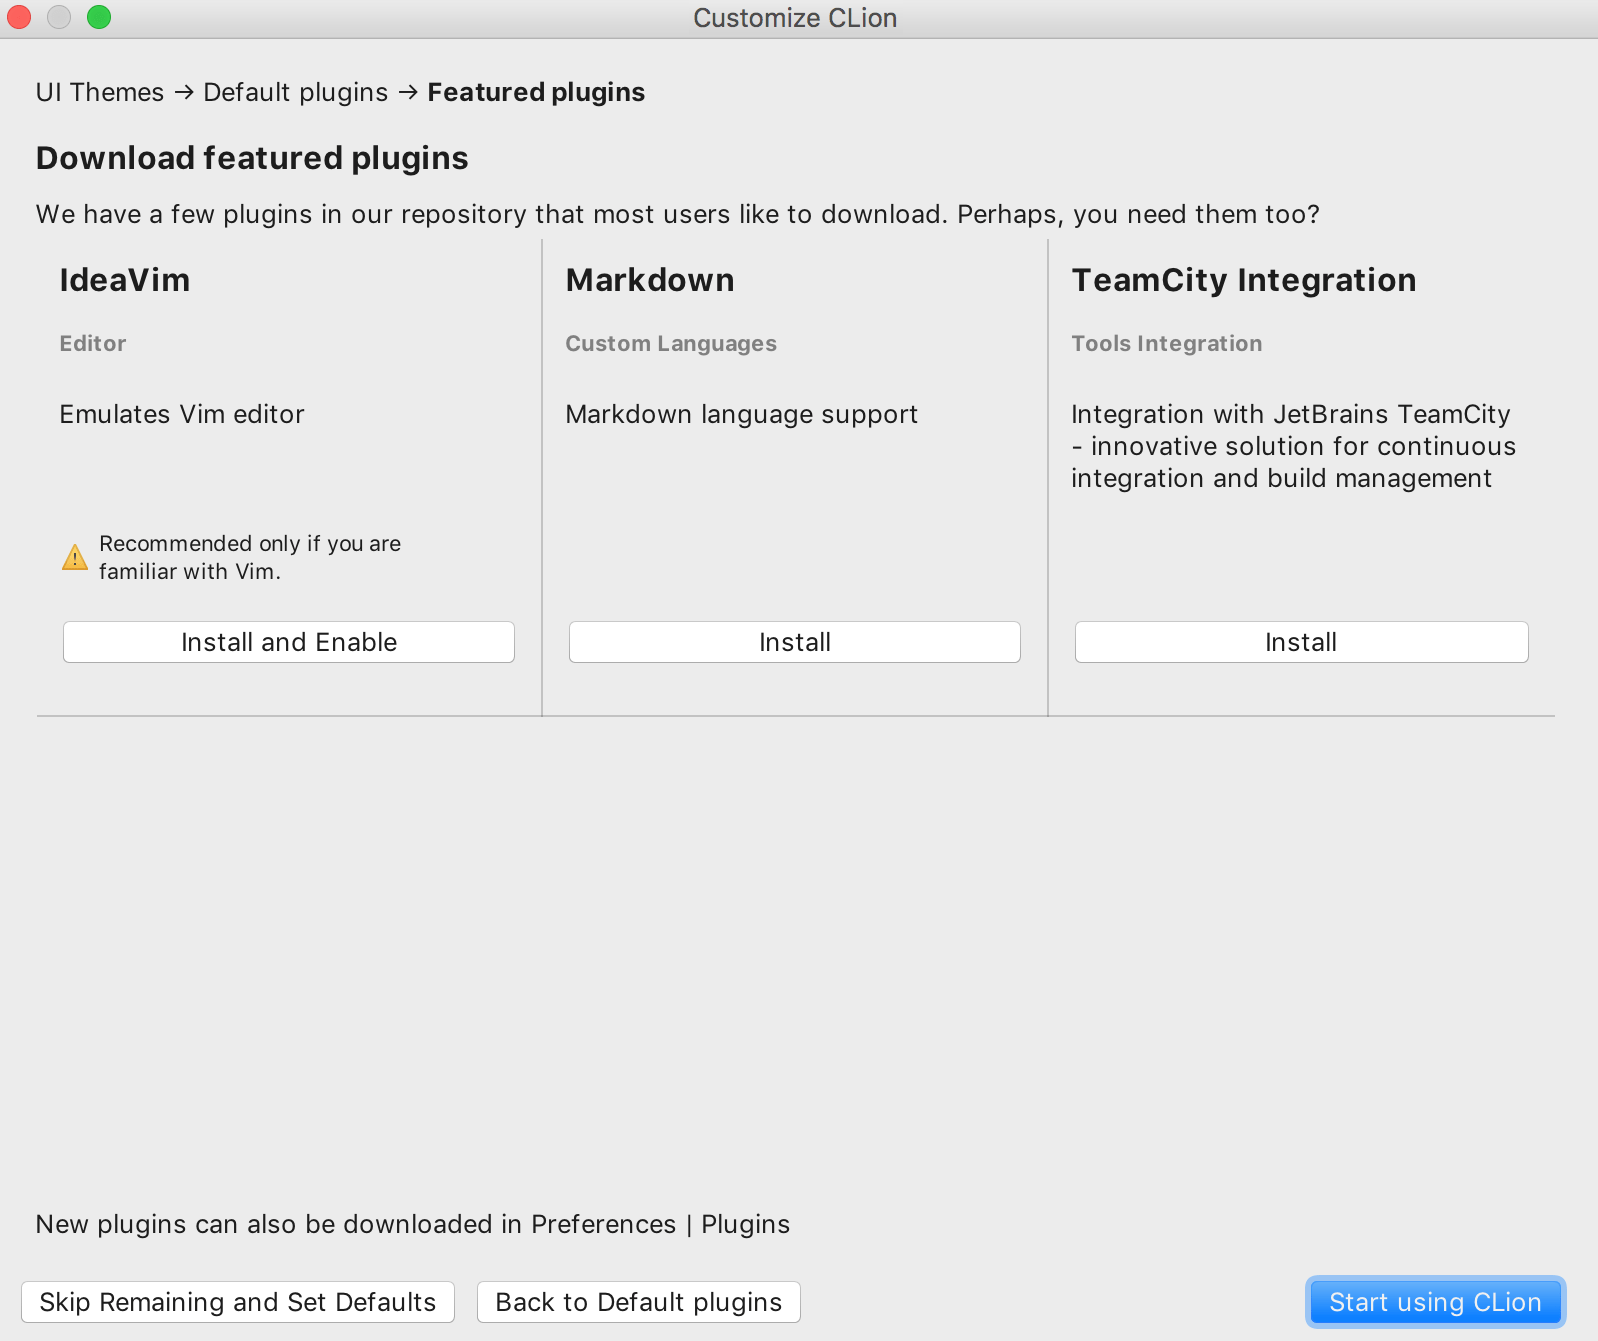 Customize CLion
UI Themes → Default plugins → Featured plugins
Download featured plugins
We have a few plugins in our repository that most users like to download. Perhaps, you need them too?
IdeaVim
Editor
Emulates Vim editor
Recommended only if you are
familiar with Vim.
Install and Enable
Markdown
Custom Languages
Markdown language support
Install
TeamCity Integration
Tools Integration
Integration with JetBrains TeamCity
- innovative solution for continuous
integration and build management
Install
New plugins can also be downloaded in Preferences | Plugins
Skip Remaining and Set Defaults
Back to Default plugins
Start using CLion